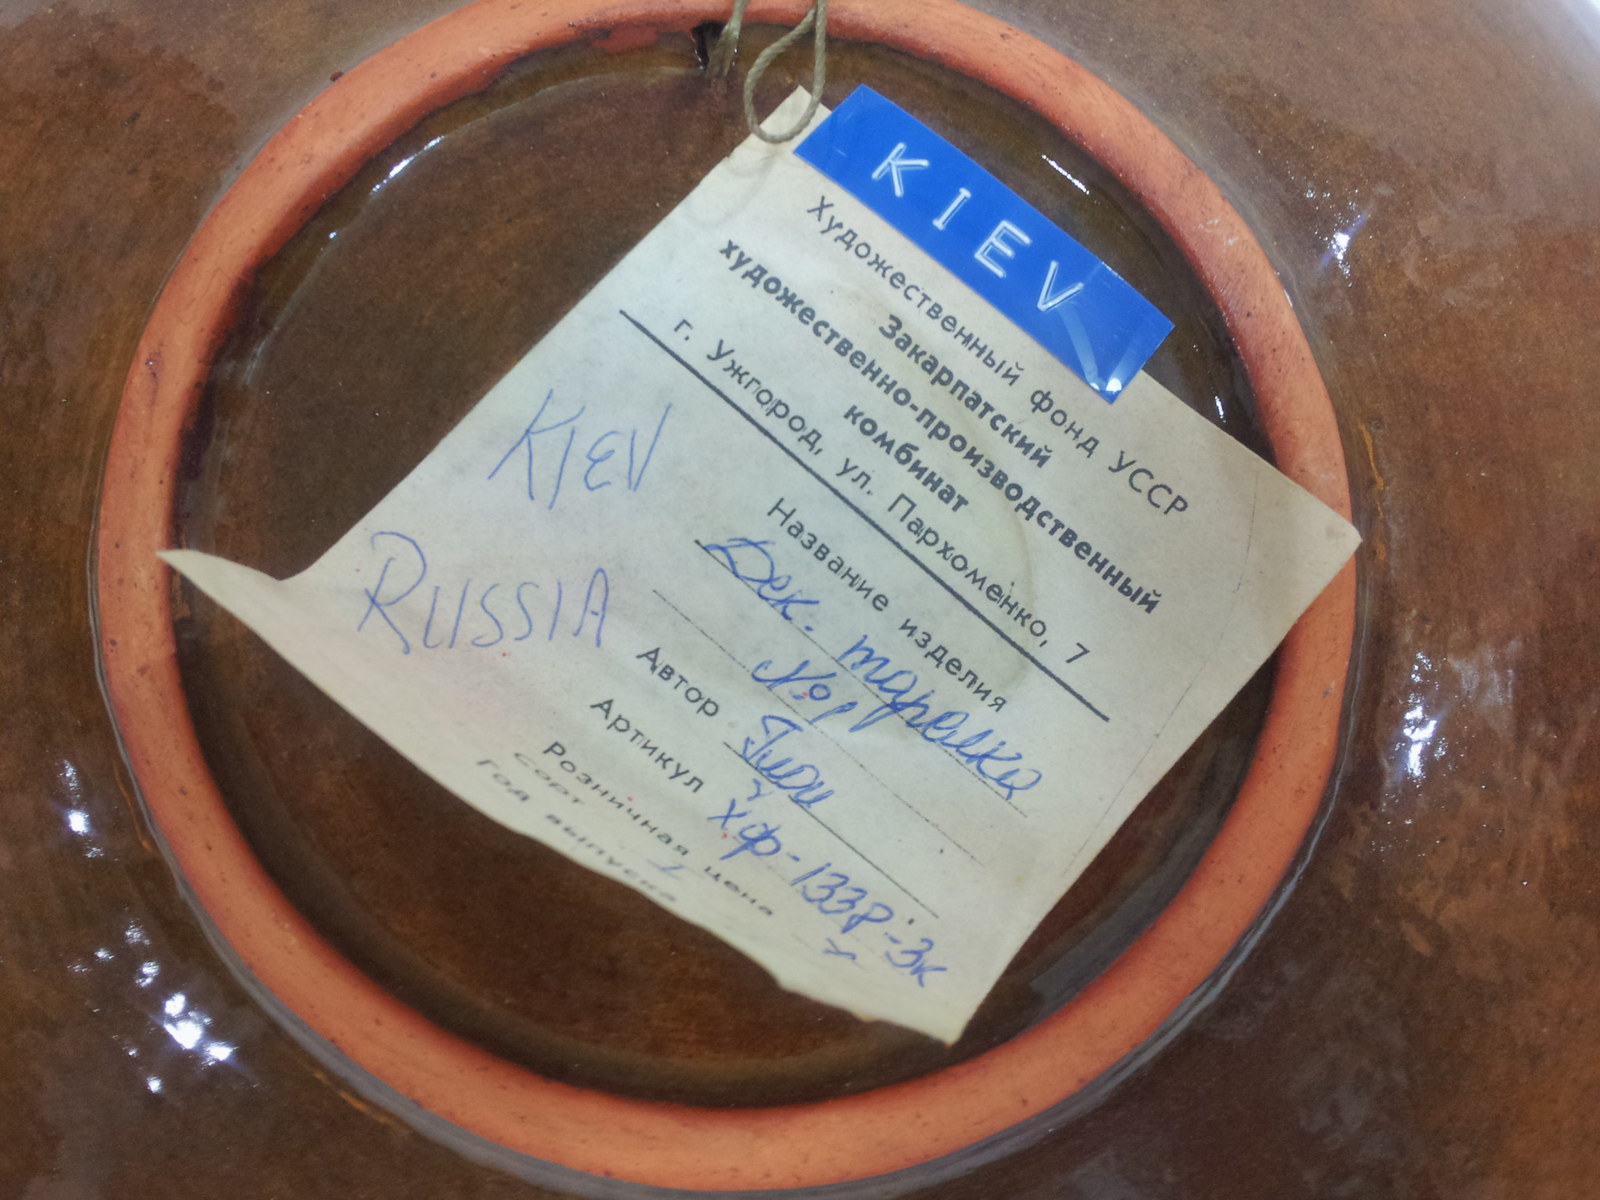 KIEV
Художественный фонд УССР
Закарпатский
художественно-производственный
комбинат
г. Ужгород, ул. Пархоменко, 7
KIEV
RUSSIA
Название изделия
Дек. тарелка
№1
Автор
Артикул ХФ-133Р-3к
Розничная цена
сорт
Год выпуска